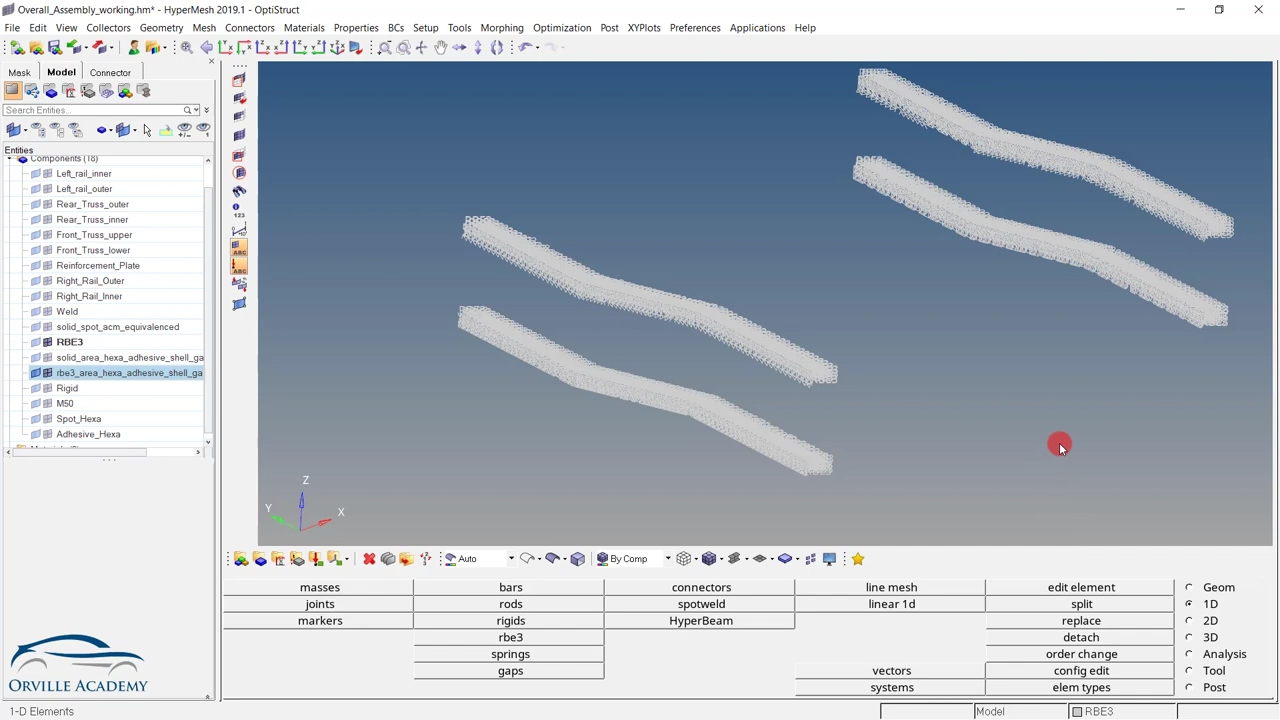 Overall_Assembly_working.hm* - HyperMesh 2019.1 - OptiStruct
File Edit View Collectors Geometry Mesh Connectors Materials Properties BCs Setup Tools Morphing Optimization Post XYPlots Preferences Applications Help
Mask Model Connector
Search Entities...
Entities
Components (18)
Left_rail_inner
Left_rail_outer
Rear_Truss_outer
Rear_Truss_inner
Front_Truss_upper
Front_Truss_lower
Reinforcement_Plate
Right_Rail_Outer
Right_Rail_Inner
Weld
solid_spot_acm_equivalenced
RBE3
solid_area_hexa_adhesive_shell_ga
rbe3_area_hexa_adhesive_shell_ga
Rigid
M50
Spot_Hexa
Adhesive_Hexa
123
ABC
ABC
Z
Y
X
Auto By Comp
masses bars connectors line mesh edit element Geom
joints rods spotweld linear 1d split 1D
markers rigids HyperBeam replace 2D
rbe3 detach 3D
springs order change Analysis
gaps vectors config edit Tool
systems elem types Post
ORVILLE ACADEMY
1-D Elements Model RBE3